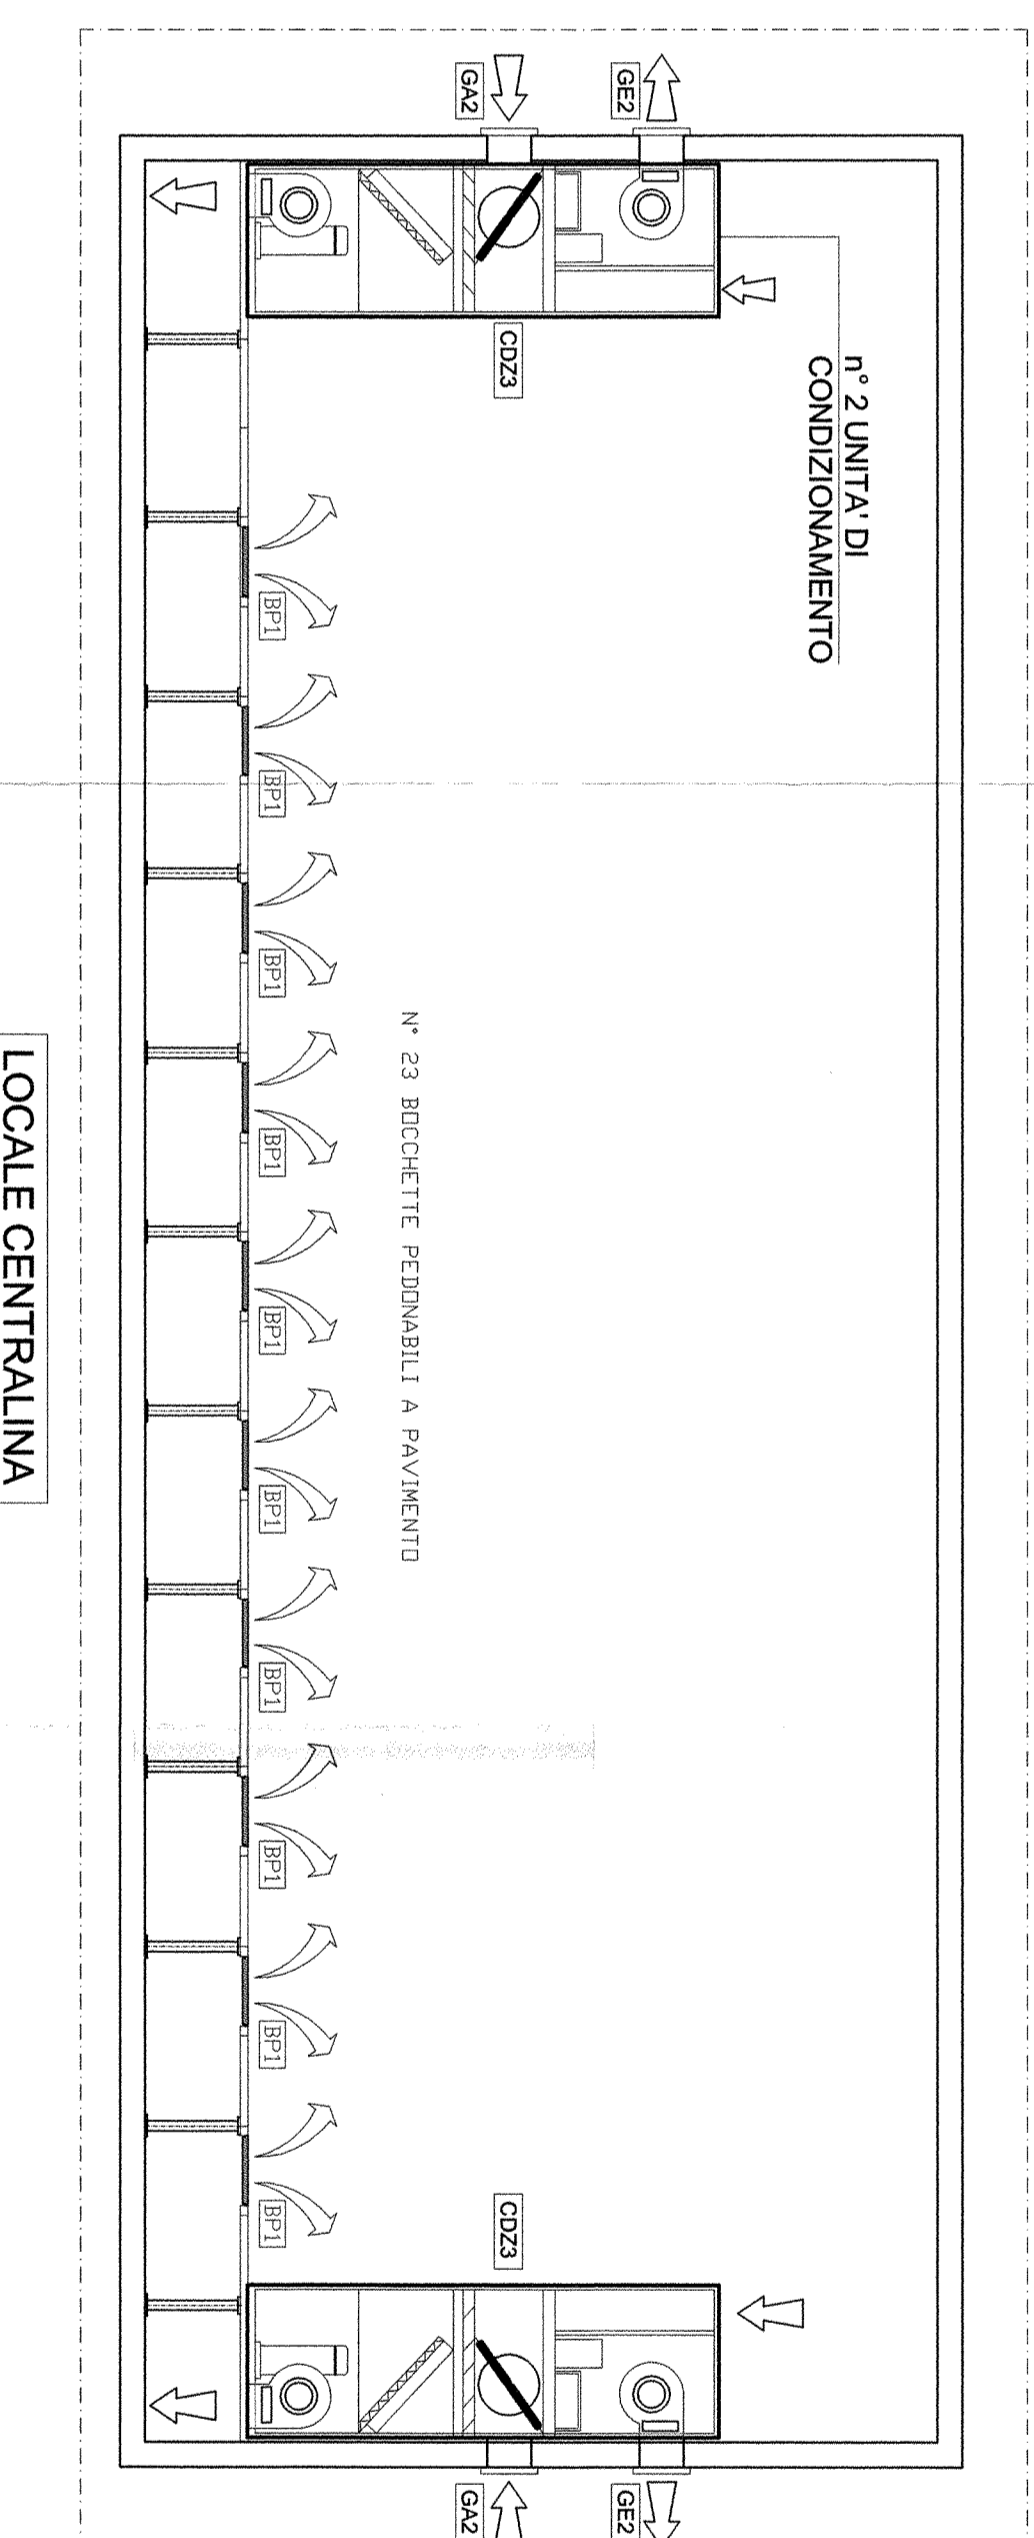 n° 2 UNITA' DI
CONDIZIONAMENTO
GE2
GA2
CDZ3
N° 23 BOCCHETTE PEDONABILI A PAVIMENTO
BP1
BP1
BP1
BP1
BP1
BP1
BP1
BP1
BP1
BP1
CDZ3
GE2
GA2
LOCALE CENTRALINA